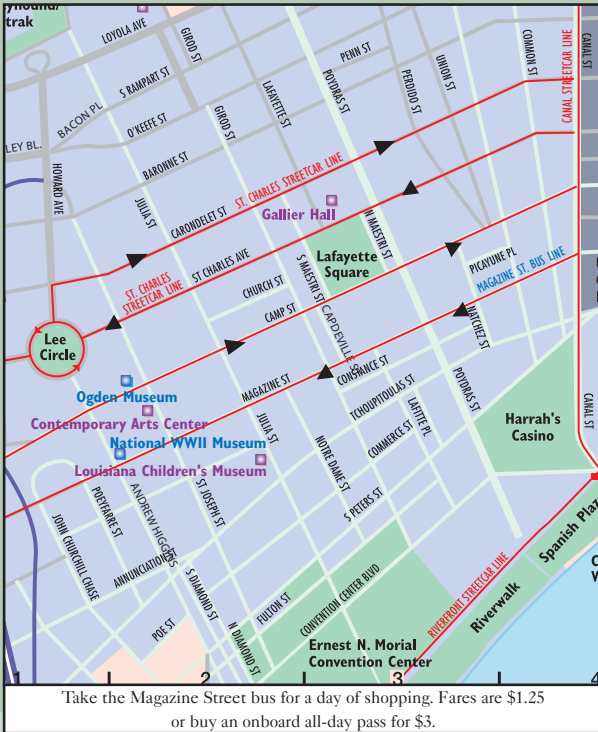 yhound/
trak
LOYOLA AVE
GIROD ST
S RAMPART ST
BACON PL
O'KEEFE ST
LEY BL.
GIROD ST
LAFAYETTE ST
POYDRAS ST
PENN ST
PERDIDO ST
UNION ST
COMMON ST
CANAL STREETCAR LINE
CANAL ST
BARONNE ST
HOWARD AVE
JULIA ST
CARONDELET ST
ST. CHARLES STREETCAR LINE
Gallier Hall
N MAESTRI ST
ST. CHARLES
STREETCAR LINE
ST CHARLES AVE
Lafayette
Square
S MAESTRI ST
CHURCH ST
CAMP ST
CAPDEVILLE S
PICAYUNE PL
MAGAZINE ST. BUS LINE
NATCHEZ ST
Lee
Circle
Ogden Museum
Contemporary Arts Center
National WWII Museum
Louisiana Children's Museum
MAGAZINE ST
CONSTANCE ST
TCHOUPITOULAS ST
LAFITTE PL
COMMERCE ST
POYDRAS ST
Harrah's
Casino
CANAL ST
JULIA ST
NOTRE DAME ST
S PETERS ST
POEYFARRE ST
ANDREW HIGGINS
ST JOSEPH ST
JOHN CHURCHILL CHASE
ANNUNCIATION ST
S DIAMOND ST
N DIAMOND ST
POE ST
FULTON ST
CONVENTION CENTER BLVD
Ernest N. Morial
Convention Center
RIVERFRONT STREETCAR LINE
Riverwalk
Spanish Plaz
C
W
1
2
3
4
Take the Magazine Street bus for a day of shopping. Fares are $1.25
or buy an onboard all-day pass for $3.